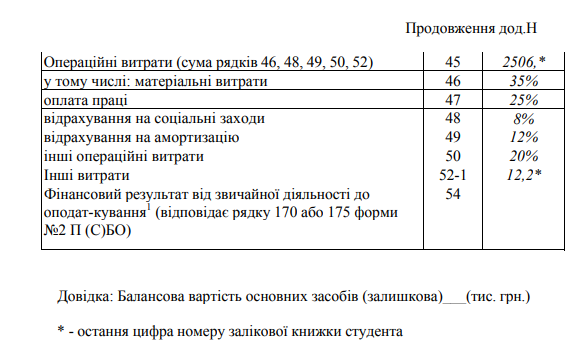 Продовження дод.Н
Операційні витрати (сума рядків 46, 48, 49, 50, 52) 45 2506,*
у тому числі: матеріальні витрати 46 35%
оплата праці 47 25%
відрахування на соціальні заходи 48 8%
відрахування на амортизацію 49 12%
інші операційні витрати 50 20%
Інші витрати 52-1 12,2*
Фінансовий результат від звичайної діяльності до 54
оподат-кування1 (відповідає рядку 170 або 175 форми
№2 П (С)БО)
Довідка: Балансова вартість основних засобів (залишкова)___(тис. грн.)
* - остання цифра номеру залікової книжки студента